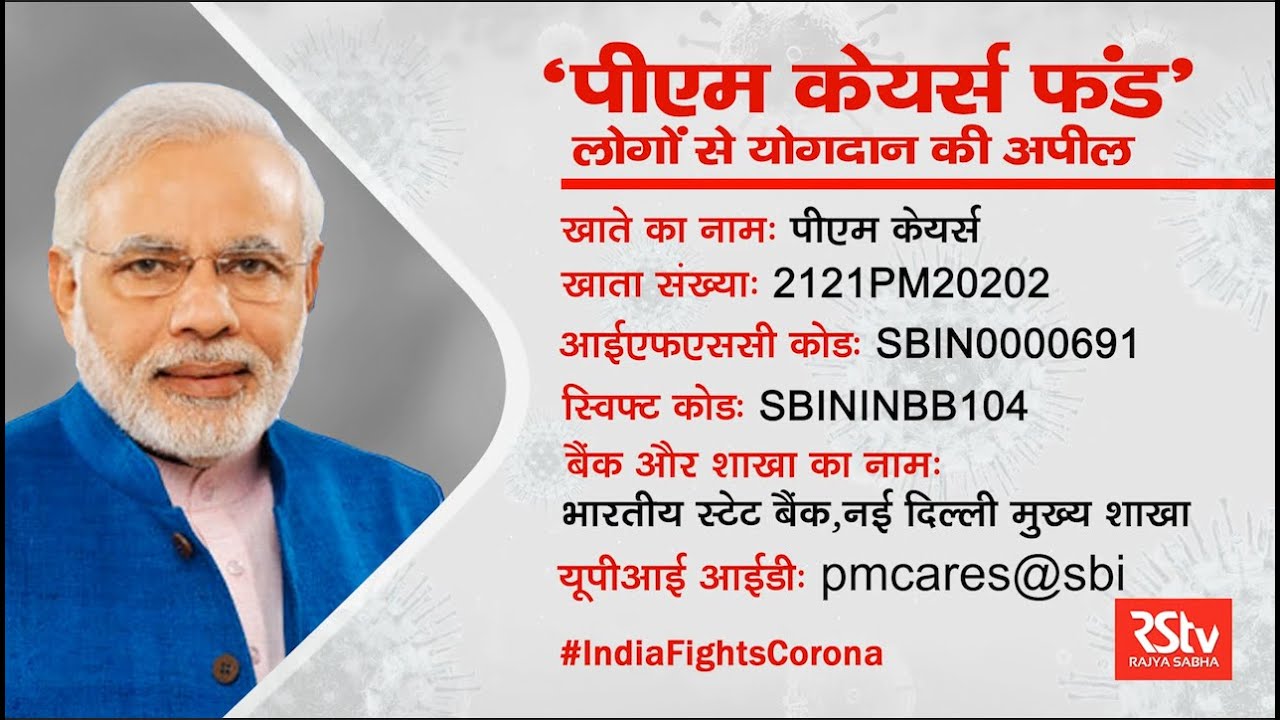 ‘पीएम केयर्स फंड’
लोगों से योगदान की अपील
खाते का नाम: पीएम केयर्स
खाता संख्या: 2121PM20202
आईएफएससी कोड: SBIN0000691
स्विफ्ट कोड: SBININBB104
बैंक और शाखा का नाम:
भारतीय स्टेट बैंक,नई दिल्ली मुख्य शाखा
यूपीआई आईडी: pmcares@sbi
#IndiaFightsCorona
RStv
RAJYA SABHA